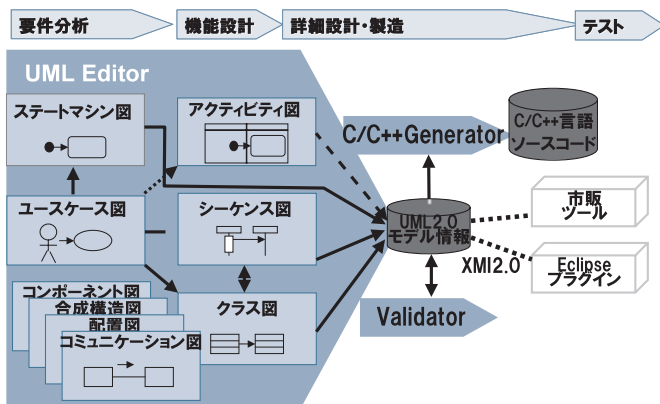 要件分析
機能設計
詳細設計・製造
テスト
UML Editor
ステートマシン図
アクティビティ図
C/C++Generator
C/C++言語
ソースコード
ユースケース図
シーケンス図
UML2.0
モデル情報
市販
ツール
XMI2.0
Eclipse
プラグイン
コンポーネント図
合成構造図
配置図
コミュニケーション図
クラス図
Validator